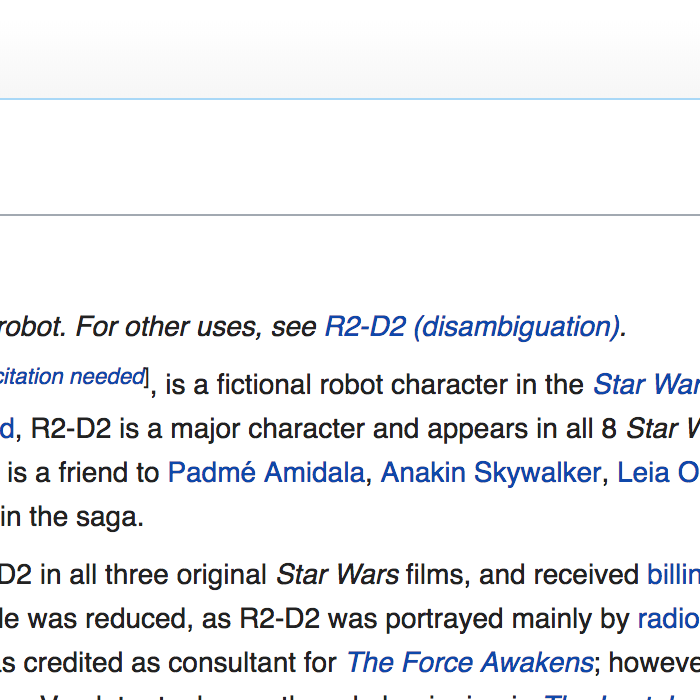 robot. For other uses, see R2-D2 (disambiguation).
citation needed], is a fictional robot character in the Star War
d, R2-D2 is a major character and appears in all 8 Star W
is a friend to Padmé Amidala, Anakin Skywalker, Leia O
in the saga.
D2 in all three original Star Wars films, and received billin
le was reduced, as R2-D2 was portrayed mainly by radio
as credited as consultant for The Force Awakens; howeve